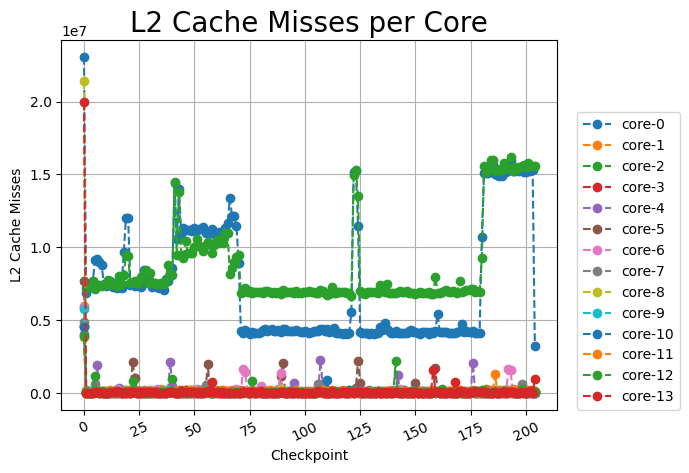 L2 Cache Misses per Core
1e7
2.0
1.5
1.0
0.5
0.0
L2 Cache Misses
0
25
50
75
100
125
150
175
200
Checkpoint
core-0
core-1
core-2
core-3
core-4
core-5
core-6
core-7
core-8
core-9
core-10
core-11
core-12
core-13